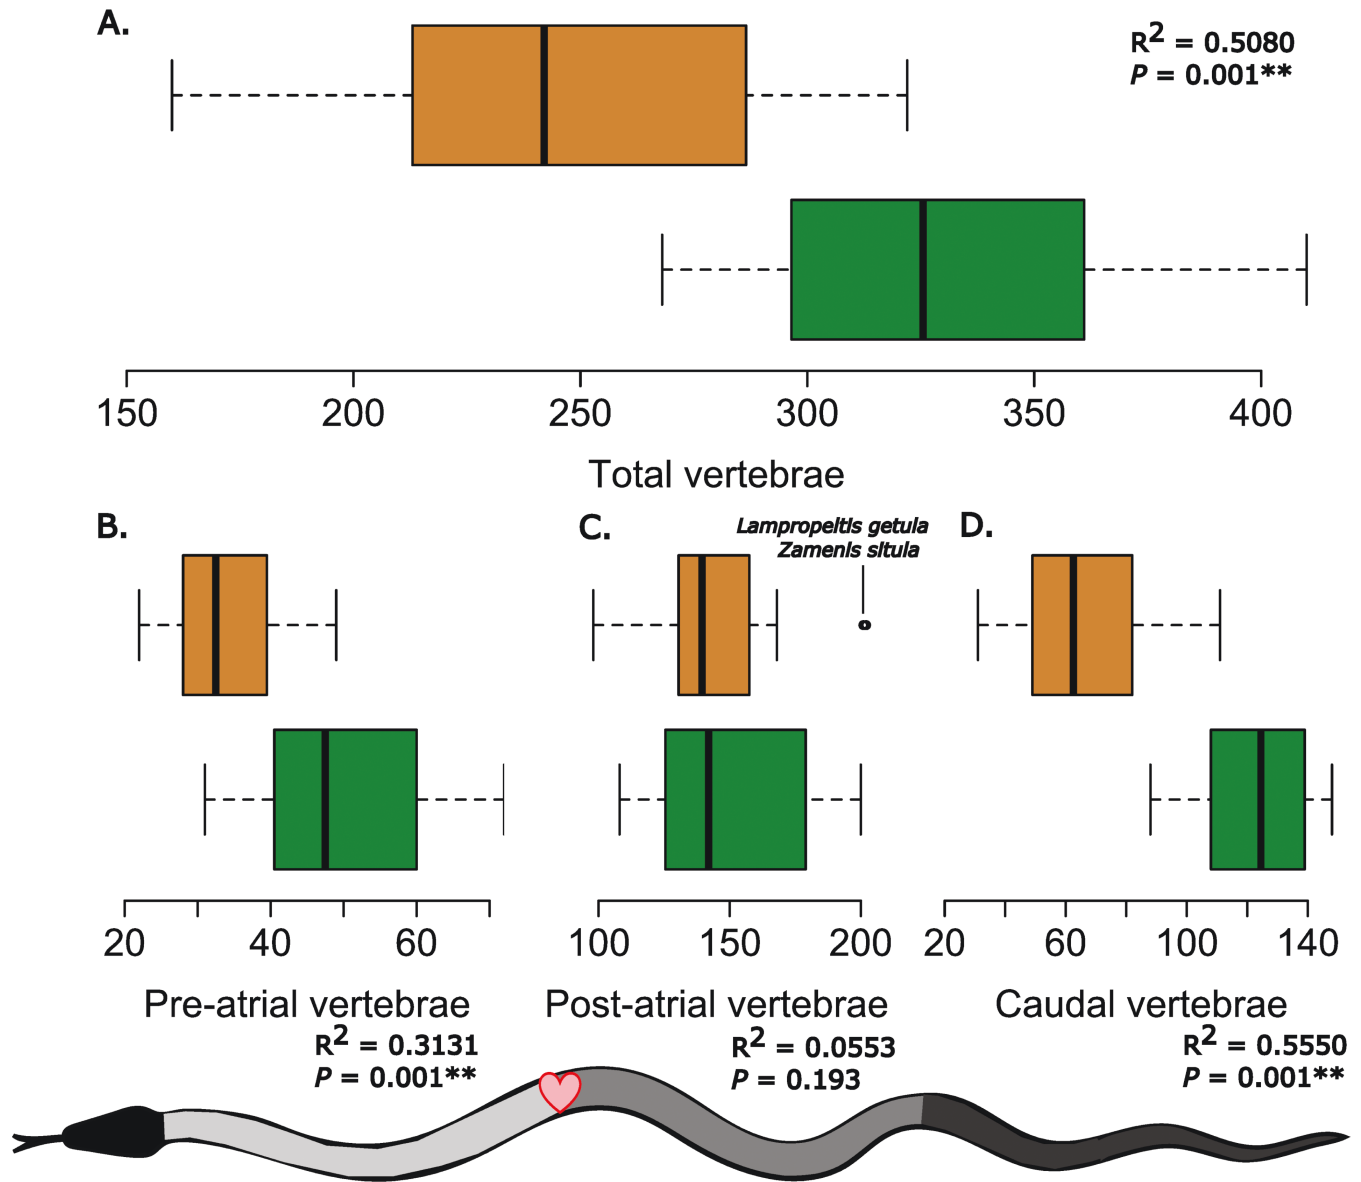 A.
R² = 0.5080
P = 0.001**
150 200 250 300 350 400
Total vertebrae
B.
C.
Lampropeltis getula
Zamenis situla
D.
20 40 60
100 150 200
20 60 100 140
Pre-atrial vertebrae
R² = 0.3131
P = 0.001**
Post-atrial vertebrae
R² = 0.0553
P = 0.193
Caudal vertebrae
R² = 0.5550
P = 0.001**